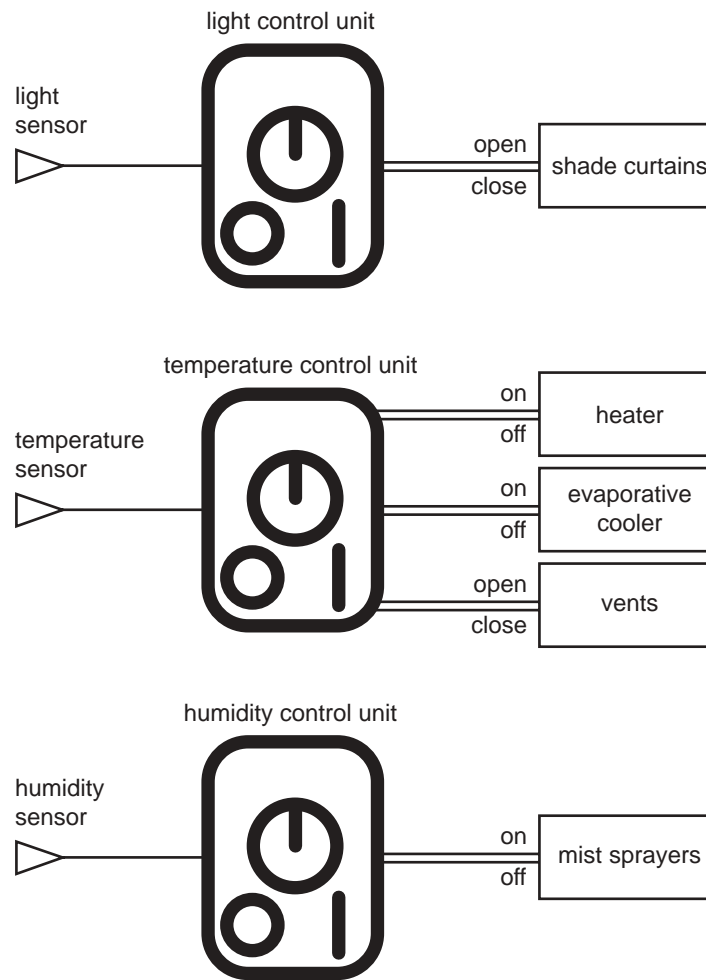 light control unit
light
sensor
open
close
shade curtains
temperature control unit
temperature
sensor
on
off
heater
on
off
evaporative
cooler
open
close
vents
humidity control unit
humidity
sensor
on
off
mist sprayers